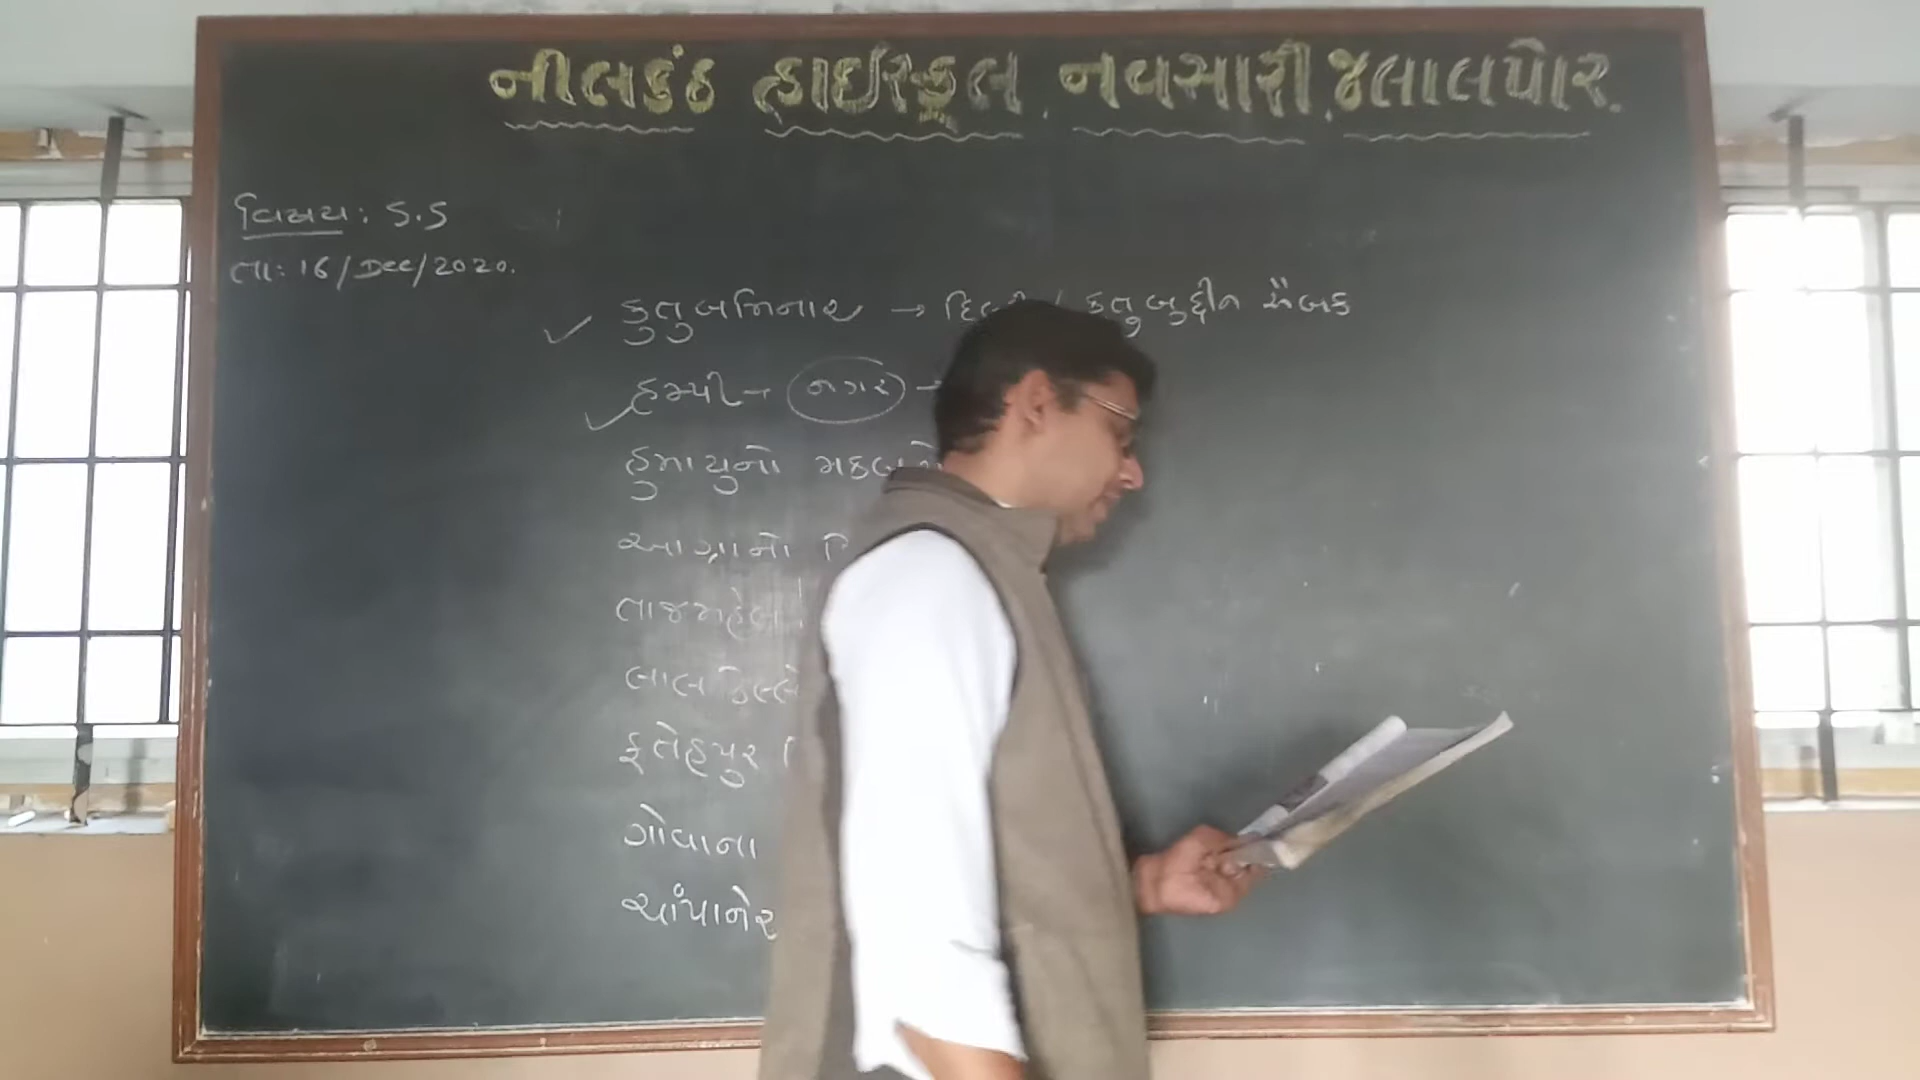 નીલકંઠ હાઈસ્કૂલ, નવસારી, જલાલપોર.
વિષય: S.S
તા: 16/Dec/2020.
કુતુબમિનાર → કુતુબુદ્દીન ઐબક
હમ્પી → નગર →
હુમાયુનો મકબરો
આગ્રાનો
તાજમહેલ
લાલ કિલ્લો
ફતેહપુર
ગોવાના
ચાંપાનેર